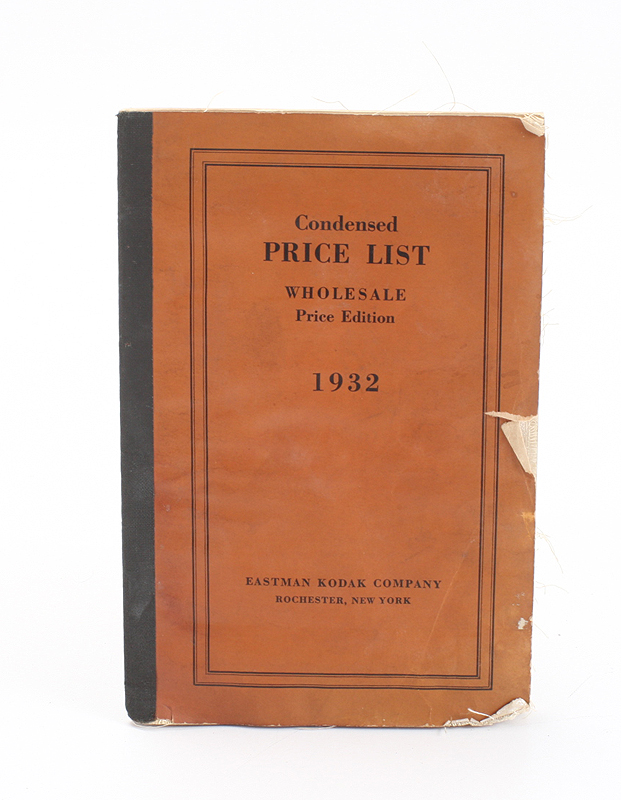 Condensed
PRICE LIST
WHOLESALE
Price Edition
1932
EASTMAN KODAK COMPANY
ROCHESTER, NEW YORK